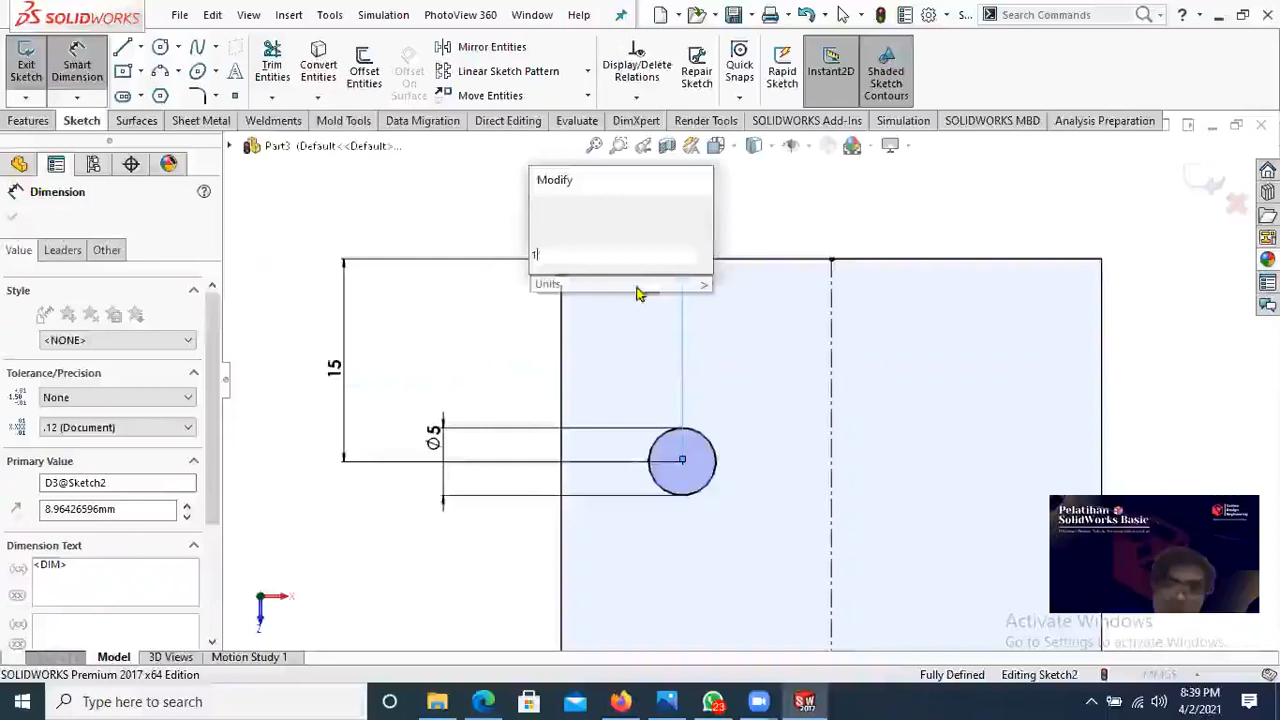 SOLIDWORKS
File Edit View Insert Tools Simulation PhotoView 360 Window Help
S...
Search Commands
Exit Sketch
Smart Dimension
Trim Entities
Convert Entities
Offset Entities
Offset On Surface
Mirror Entities
Linear Sketch Pattern
Move Entities
Display/Delete Relations
Repair Sketch
Quick Snaps
Rapid Sketch
Instant2D
Shaded Sketch Contours
Features Sketch Surfaces Sheet Metal Weldments Mold Tools Data Migration Direct Editing Evaluate DimXpert Render Tools SOLIDWORKS Add-Ins Simulation SOLIDWORKS MBD Analysis Preparation
Part3 (Default<<Default>...
Dimension
Value Leaders Other
Style
<NONE>
Tolerance/Precision
None
.12 (Document)
Primary Value
D3@Sketch2
8.96426596mm
Dimension Text
<DIM>
Modify
1
Units
15
∅5
X
Z
Pelatihan
SolidWorks Basic
Activate Windows
Go to Settings to activate Windows.
Model 3D Views Motion Study 1
SOLIDWORKS Premium 2017 x64 Edition
Fully Defined Editing Sketch2 MMGS
Type here to search
23
SW
2017
8:39 PM
4/2/2021